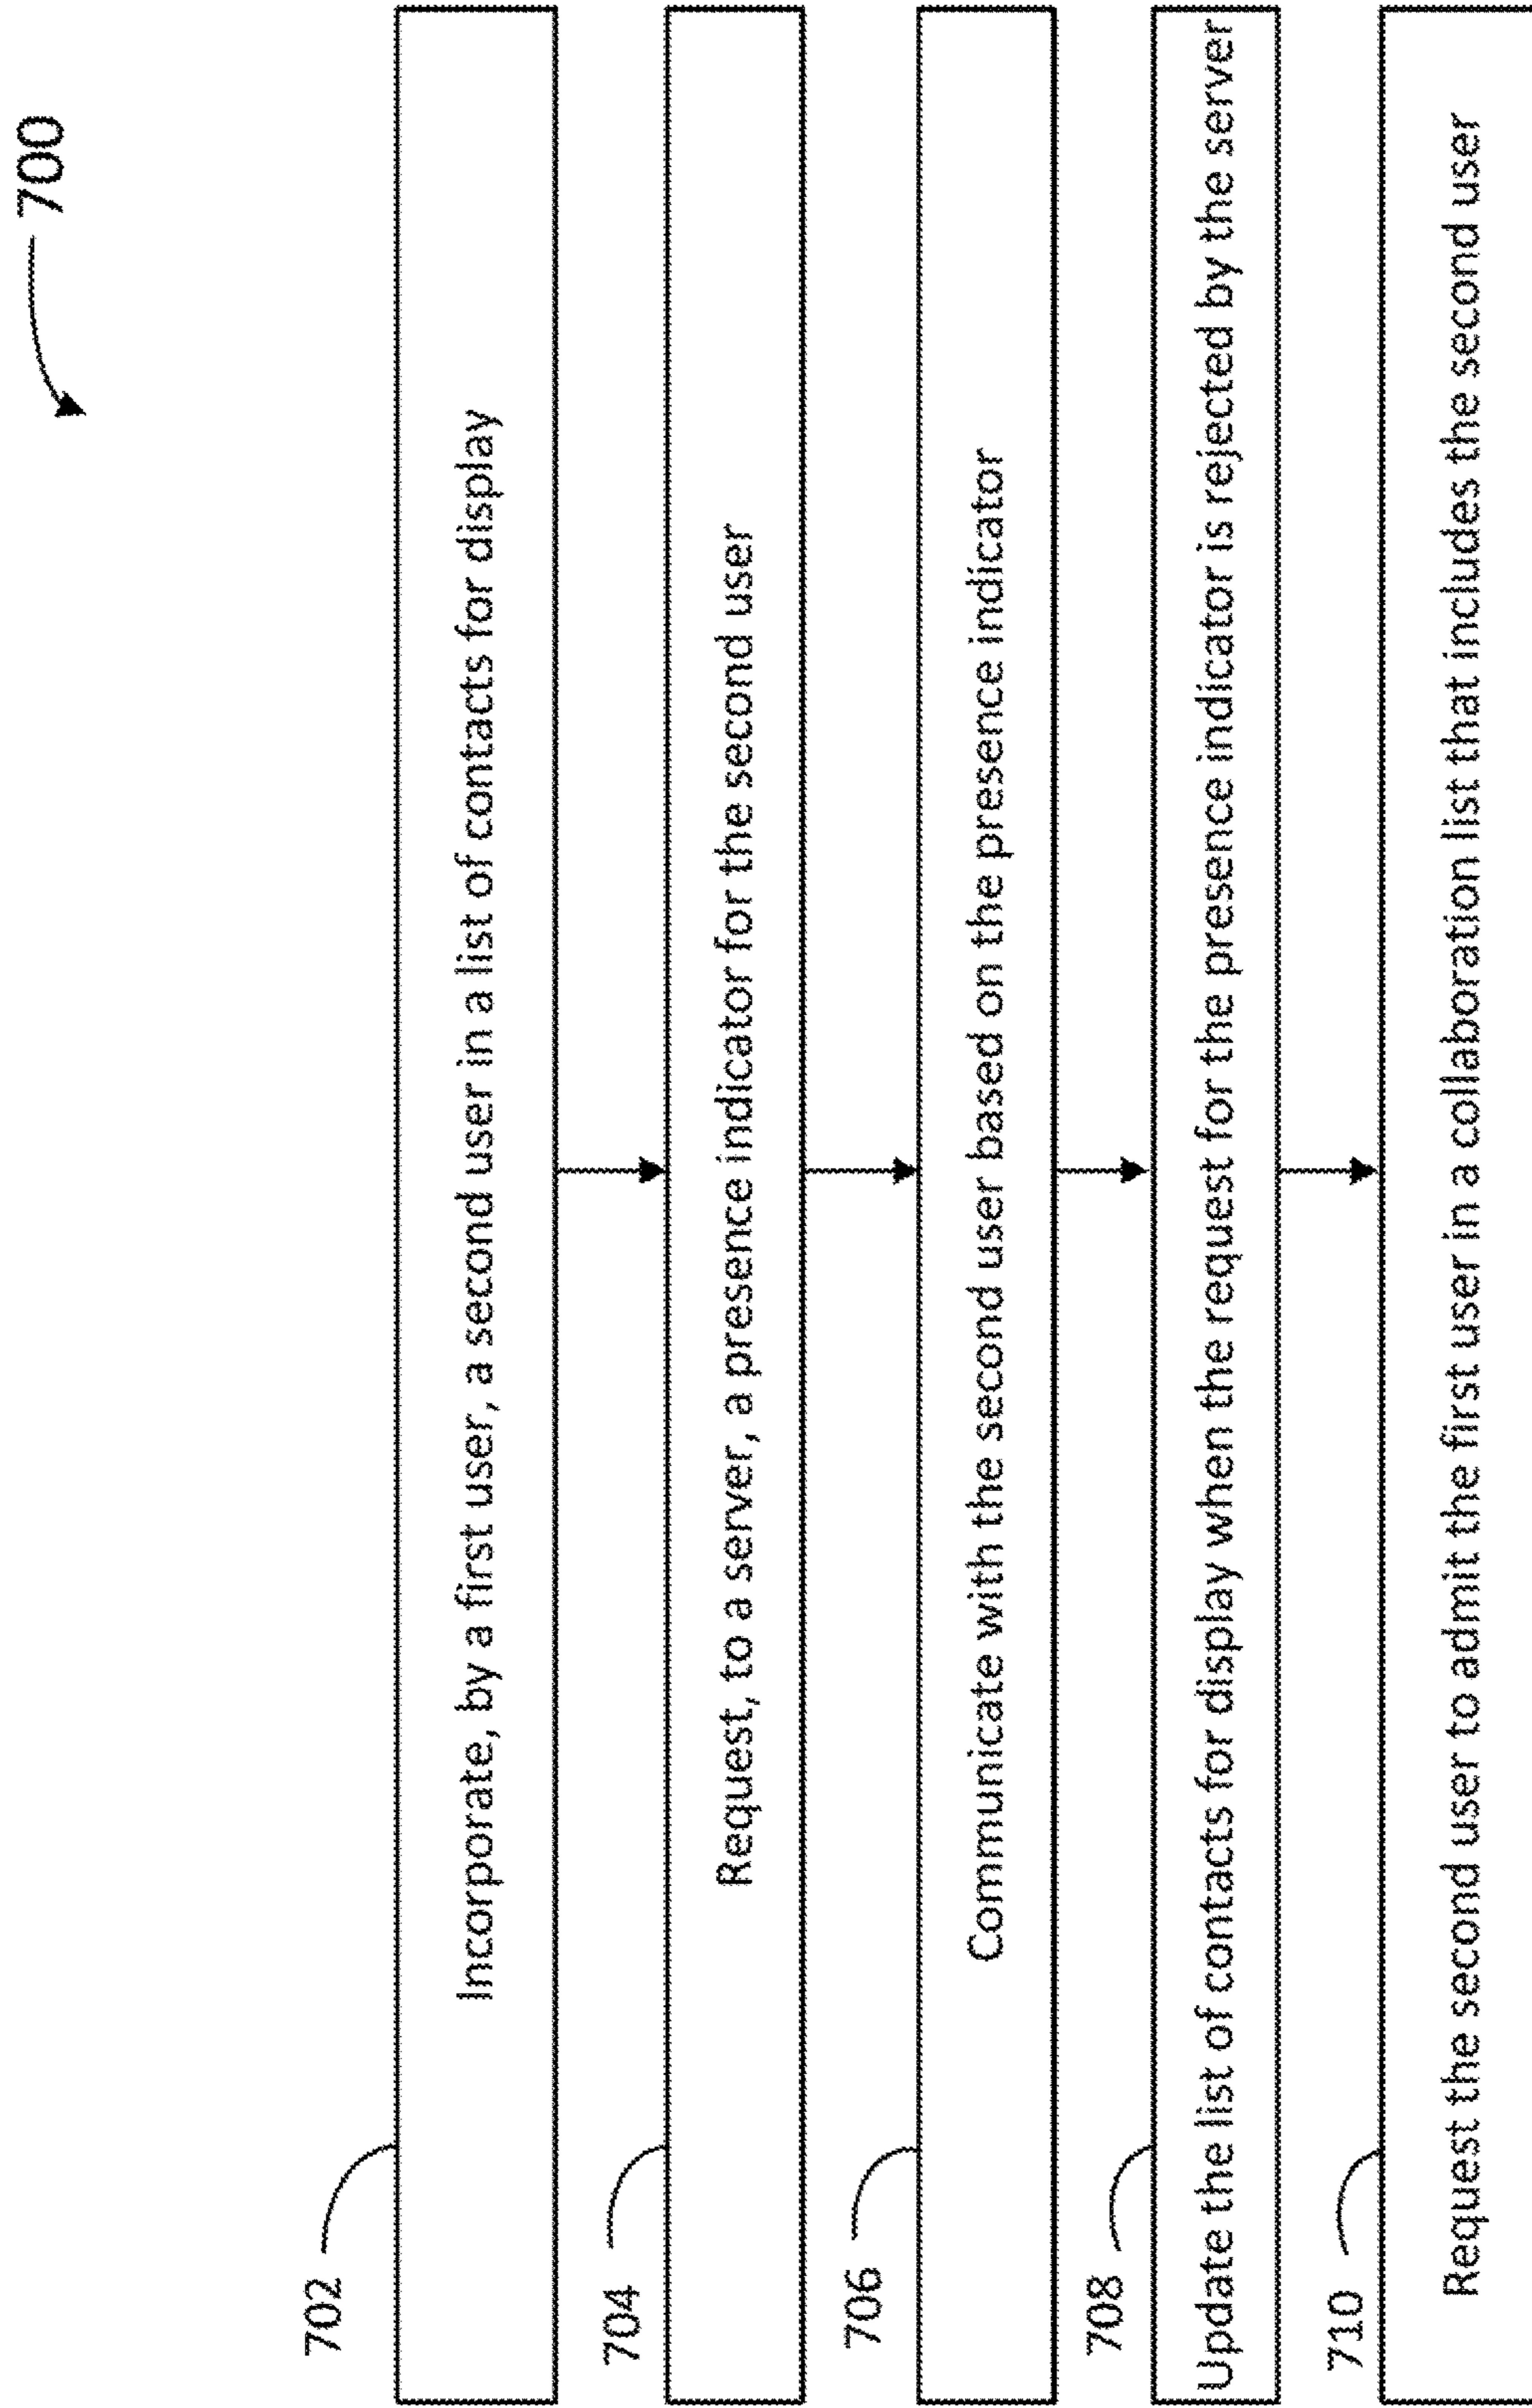 700
702
Incorporate, by a first user, a second user in a list of contacts for display
704
Request, to a server, a presence indicator for the second user
706
Communicate with the second user based on the presence indicator
708
Update the list of contacts for display when the request for the presence indicator is rejected by the server
710
Request the second user to admit the first user in a collaboration list that includes the second user